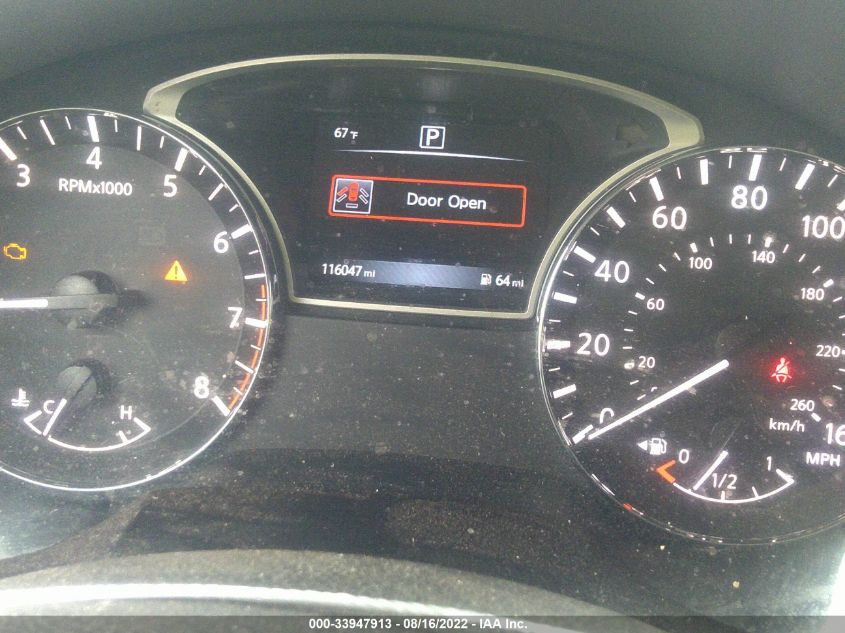 67°F P
Door Open
116047 mi 64 mi
3 4 5 6 7 8
RPMx1000
C H
0 20 40 60 80 100 16
20 60 100 140 180 220 260
km/h
MPH
0 1/2 1
000-33947913 - 08/16/2022 - IAA Inc.